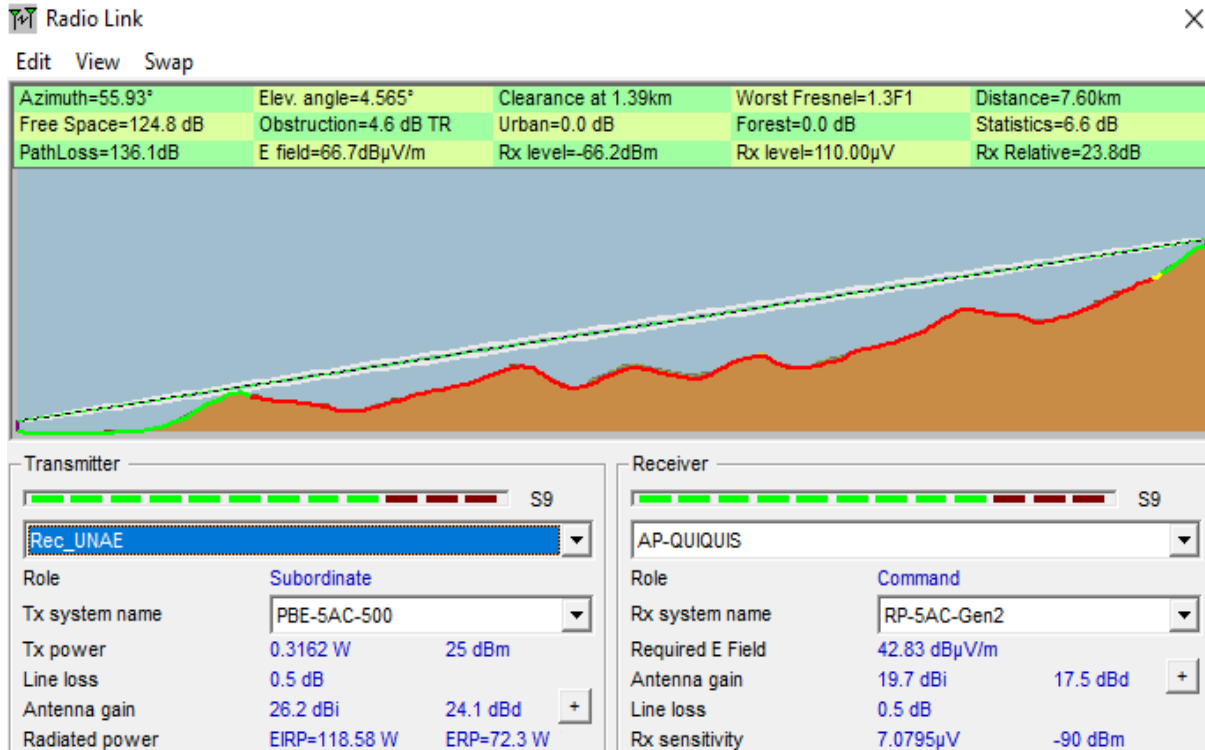 Radio Link
Edit View Swap
Azimuth=55.93° Elev. angle=4.565° Clearance at 1.39km Worst Fresnel=1.3F1 Distance=7.60km
Free Space=124.8 dB Obstruction=4.6 dB TR Urban=0.0 dB Forest=0.0 dB Statistics=6.6 dB
PathLoss=136.1dB E field=66.7dBµV/m Rx level=-66.2dBm Rx level=110.00µV Rx Relative=23.8dB
Transmitter
S9
Rec_UNAE
Role Subordinate
Tx system name PBE-5AC-500
Tx power 0.3162 W 25 dBm
Line loss 0.5 dB
Antenna gain 26.2 dBi 24.1 dBd +
Radiated power EIRP=118.58 W ERP=72.3 W
Receiver
S9
AP-QUIQUIS
Role Command
Rx system name RP-5AC-Gen2
Required E Field 42.83 dBµV/m
Antenna gain 19.7 dBi 17.5 dBd +
Line loss 0.5 dB
Rx sensitivity 7.0795µV -90 dBm